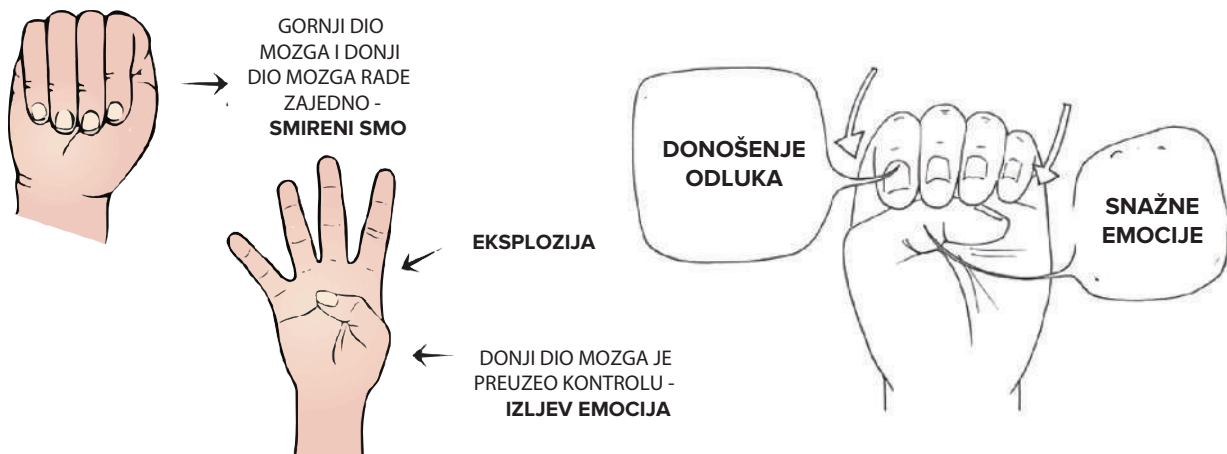 GORNJI DIO
MOZGA I DONJI
DIO MOZGA RADE
ZAJEDNO -
SMIRENI SMO
EKSPLOZIJA
DONJI DIO MOZGA JE
PREUZEO KONTROLU -
IZLJEV EMOCIJA
DONOŠENJE
ODLUKA
SNAŽNE
EMOCIJE